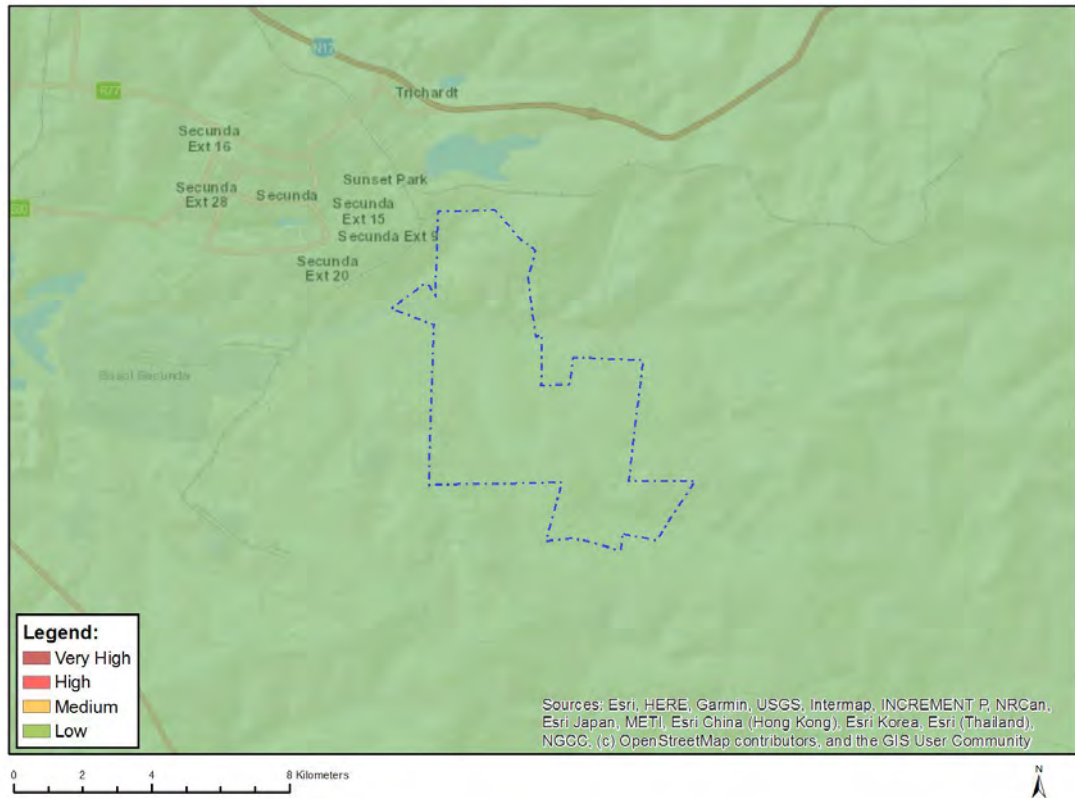 N17
Trichardt
R77
Secunda
Ext 16
Sunset Park
Secunda
Ext 28
Secunda
Secunda
Ext 15
Secunda Ext 9
Secunda
Ext 20
Secunda
Legend:
Very High
High
Medium
Low
Sources: Esri, HERE, Garmin, USGS, Intermap, INCREMENT P, NRCan,
Esri Japan, METI, Esri China (Hong Kong), Esri Korea, Esri (Thailand),
NGCC, (c) OpenStreetMap contributors, and the GIS User Community
0 2 4 8 Kilometers
N